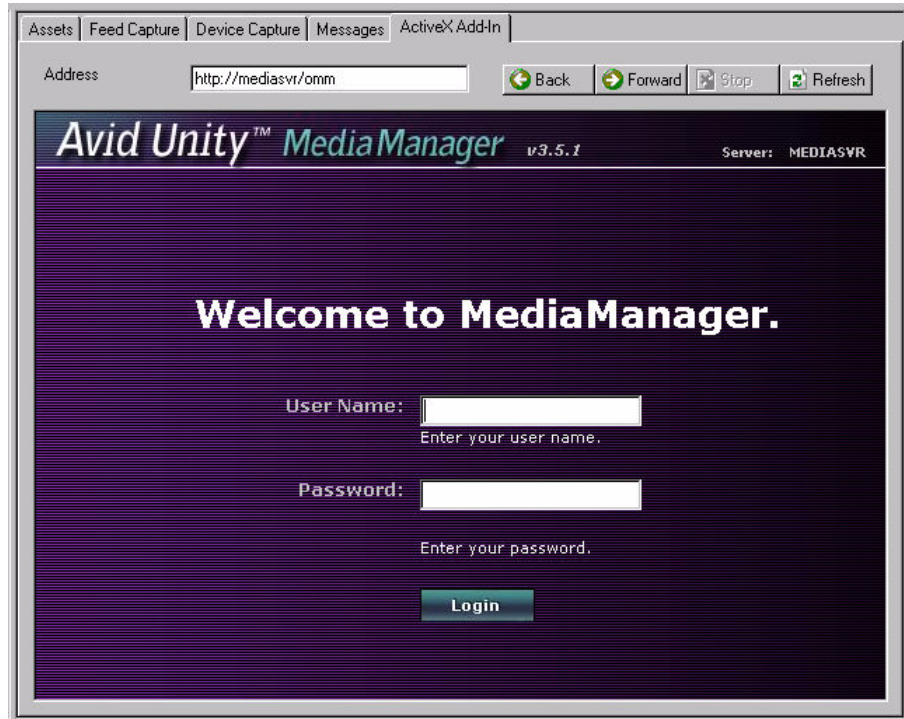 Assets Feed Capture Device Capture Messages ActiveX Add-In
Address http://mediasvr/omm Back Forward Stop Refresh
Avid Unity™ MediaManager v3.5.1 Server: MEDIASVR
Welcome to MediaManager.
User Name:
Enter your user name.
Password:
Enter your password.
Login